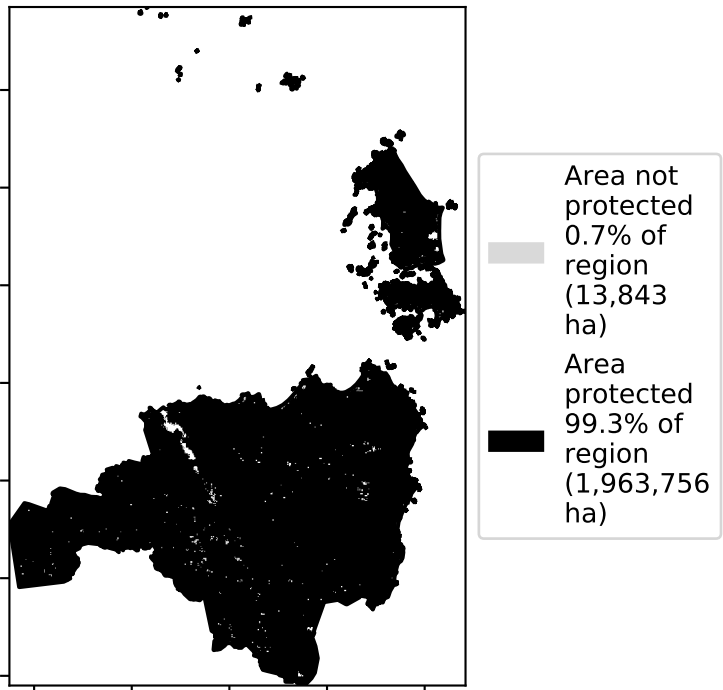 Area not
protected
0.7% of
region
(13,843
ha)
Area
protected
99.3% of
region
(1,963,756
ha)